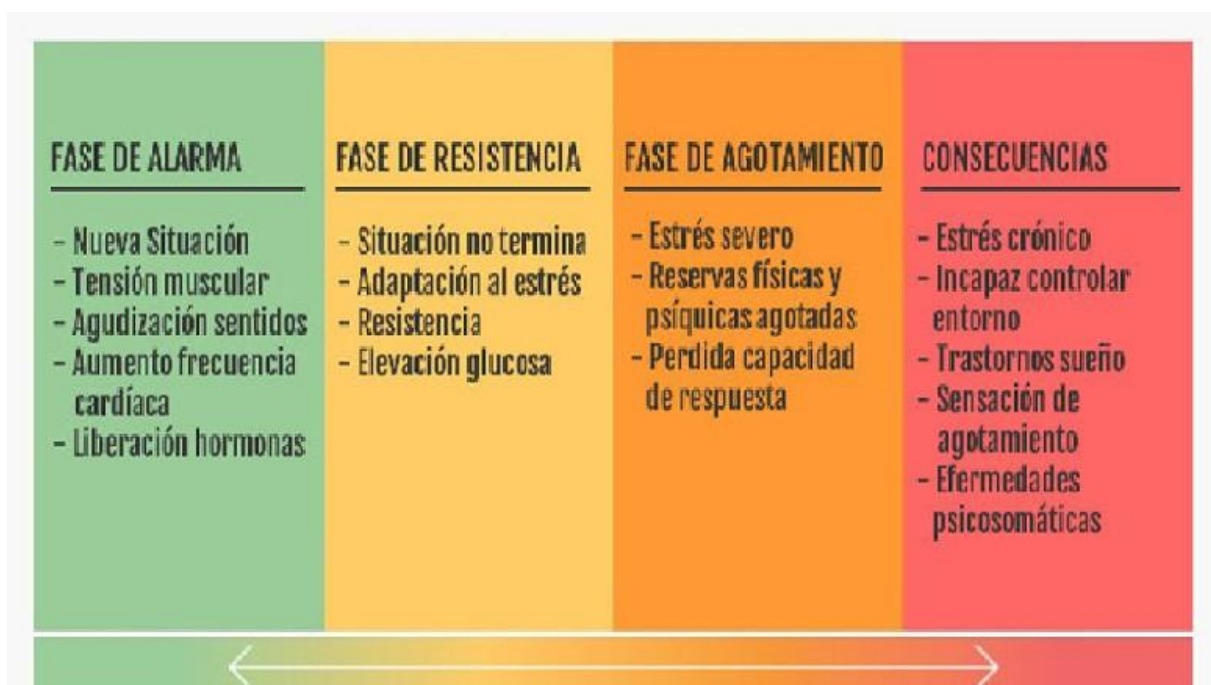 FASE DE ALARMA
- Nueva Situación
- Tensión muscular
- Agudización sentidos
- Aumento frecuencia
cardíaca
- Liberación hormonas
FASE DE RESISTENCIA
- Situación no termina
- Adaptación al estrés
- Resistencia
- Elevación glucosa
FASE DE AGOTAMIENTO
- Estrés severo
- Reservas físicas y
psíquicas agotadas
- Perdida capacidad
de respuesta
CONSECUENCIAS
- Estrés crónico
- Incapaz controlar
entorno
- Trastornos sueño
- Sensación de
agotamiento
- Efermedades
psicosomáticas